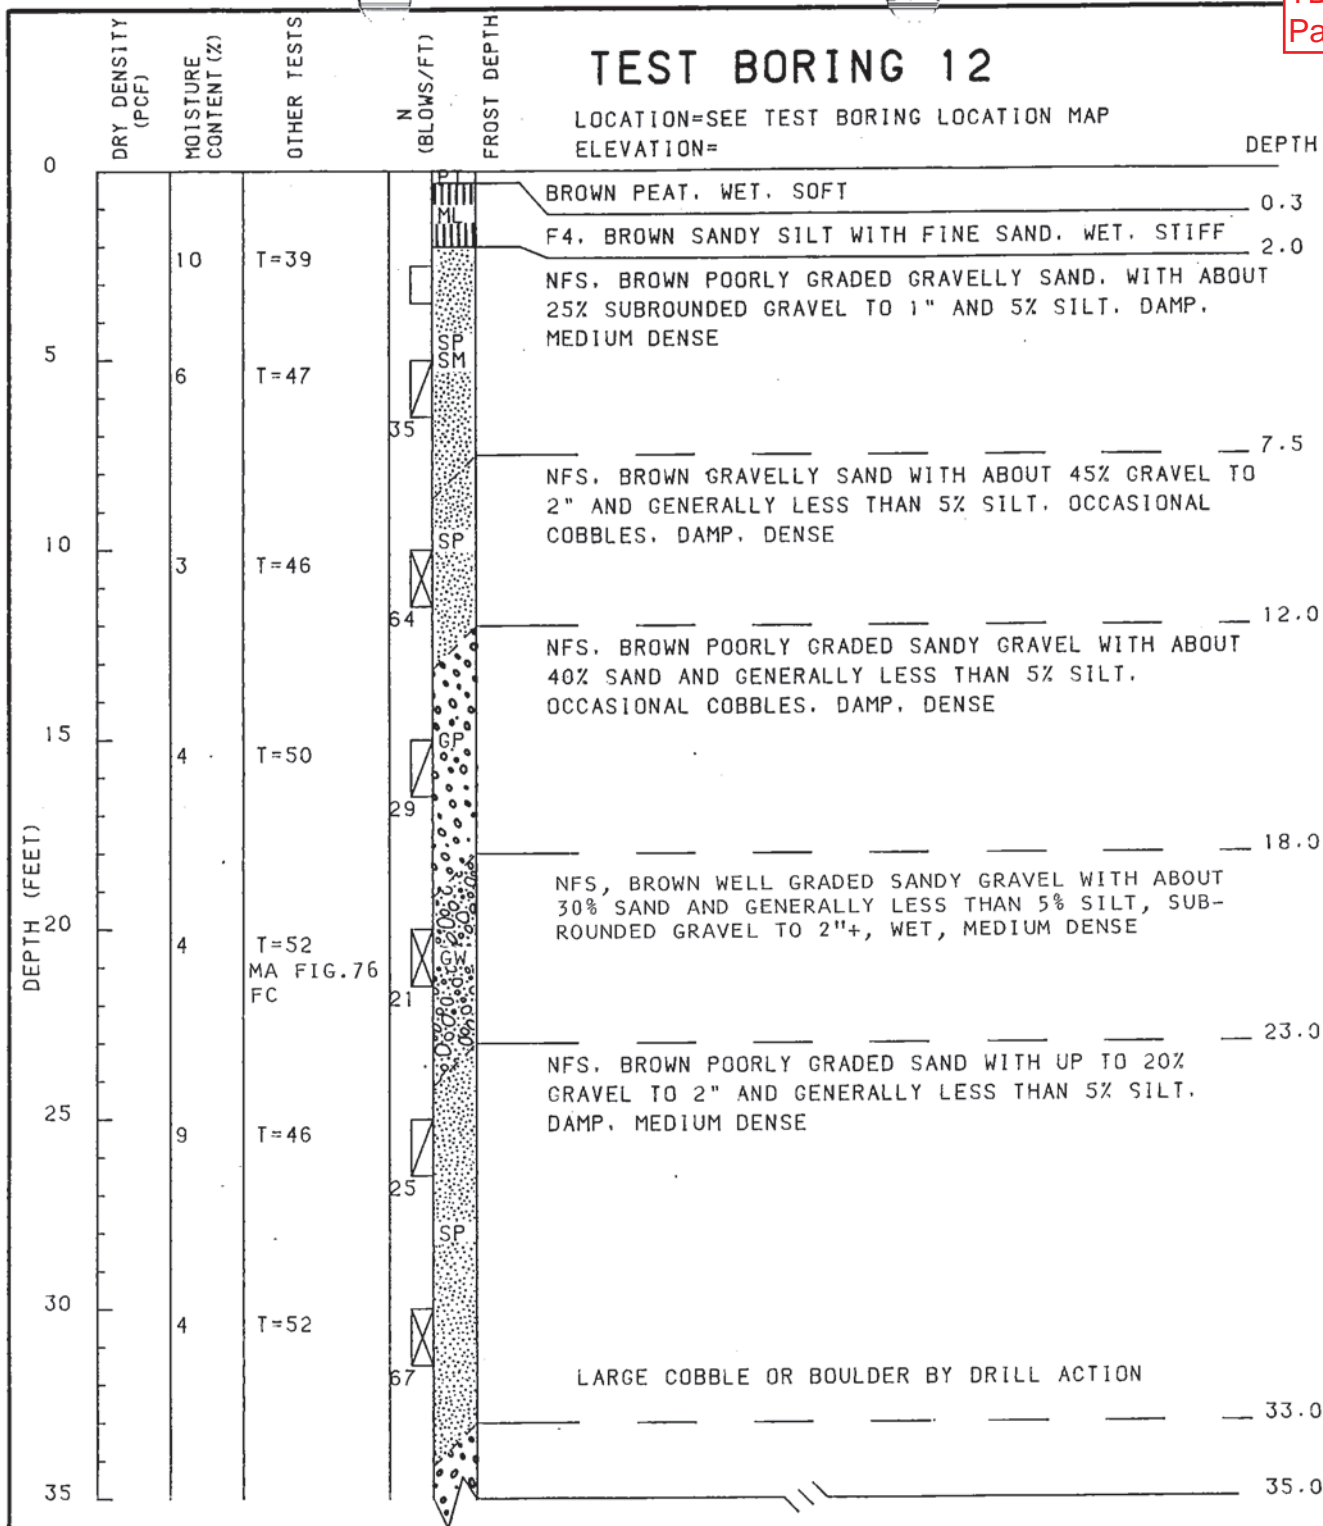 TEST BORING 12
LOCATION=SEE TEST BORING LOCATION MAP
ELEVATION=
DEPTH
DRY DENSITY
(PCF)
MOISTURE
CONTENT (%)
OTHER TESTS
N
(BLOWS/FT)
FROST DEPTH
Pa
DEPTH (FEET)
0
PT
BROWN PEAT, WET, SOFT
0.3
ML
F4, BROWN SANDY SILT WITH FINE SAND, WET, STIFF
2.0
10 T=39
NFS, BROWN POORLY GRADED GRAVELLY SAND, WITH ABOUT
25% SUBROUNDED GRAVEL TO 1" AND 5% SILT, DAMP,
MEDIUM DENSE
SP
SM
5
6 T=47
35
7.5
NFS, BROWN GRAVELLY SAND WITH ABOUT 45% GRAVEL TO
2" AND GENERALLY LESS THAN 5% SILT, OCCASIONAL
COBBLES, DAMP, DENSE
SP
10
3 T=46
64
12.0
NFS, BROWN POORLY GRADED SANDY GRAVEL WITH ABOUT
40% SAND AND GENERALLY LESS THAN 5% SILT,
OCCASIONAL COBBLES, DAMP, DENSE
15
GP
4 T=50
29
18.0
NFS, BROWN WELL GRADED SANDY GRAVEL WITH ABOUT
30% SAND AND GENERALLY LESS THAN 5% SILT, SUB-
ROUNDED GRAVEL TO 2"+, WET, MEDIUM DENSE
20
4 T=52
MA FIG.76
FC
GW
21
23.0
NFS, BROWN POORLY GRADED SAND WITH UP TO 20%
GRAVEL TO 2" AND GENERALLY LESS THAN 5% SILT,
DAMP, MEDIUM DENSE
25
9 T=46
25
SP
30
4 T=52
67
LARGE COBBLE OR BOULDER BY DRILL ACTION
33.0
35
35.0